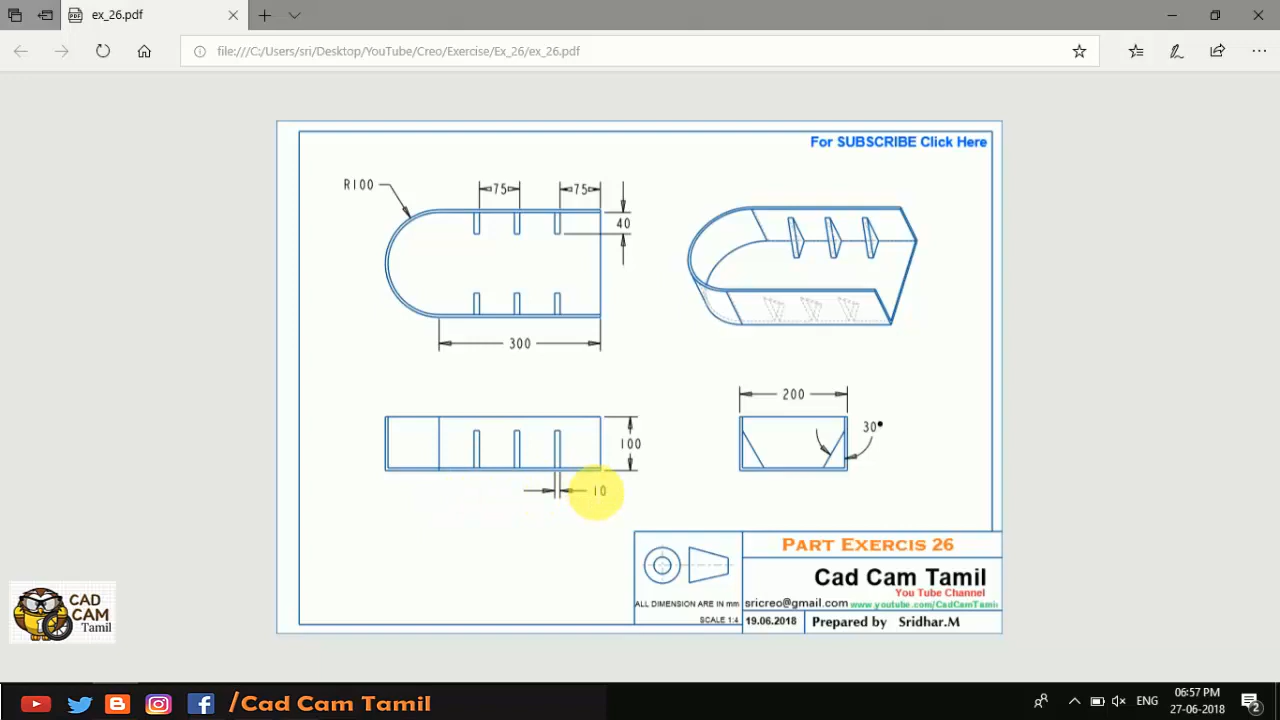 ex_26.pdf
file:///C:/Users/sri/Desktop/YouTube/Creo/Exercise/Ex_26/ex_26.pdf
For SUBSCRIBE Click Here
R100
75
75
40
300
200
30°
100
10
PART EXERCIS 26
Cad Cam Tamil
You Tube Channel
ALL DIMENSION ARE IN mm
sricreo@gmail.com
www.youtube.com/CadCamTamil
SCALE 1:4
19.06.2018
Prepared by Sridhar.M
CAD
CAM
Tamil
/Cad Cam Tamil
ENG
06:57 PM
27-06-2018
2